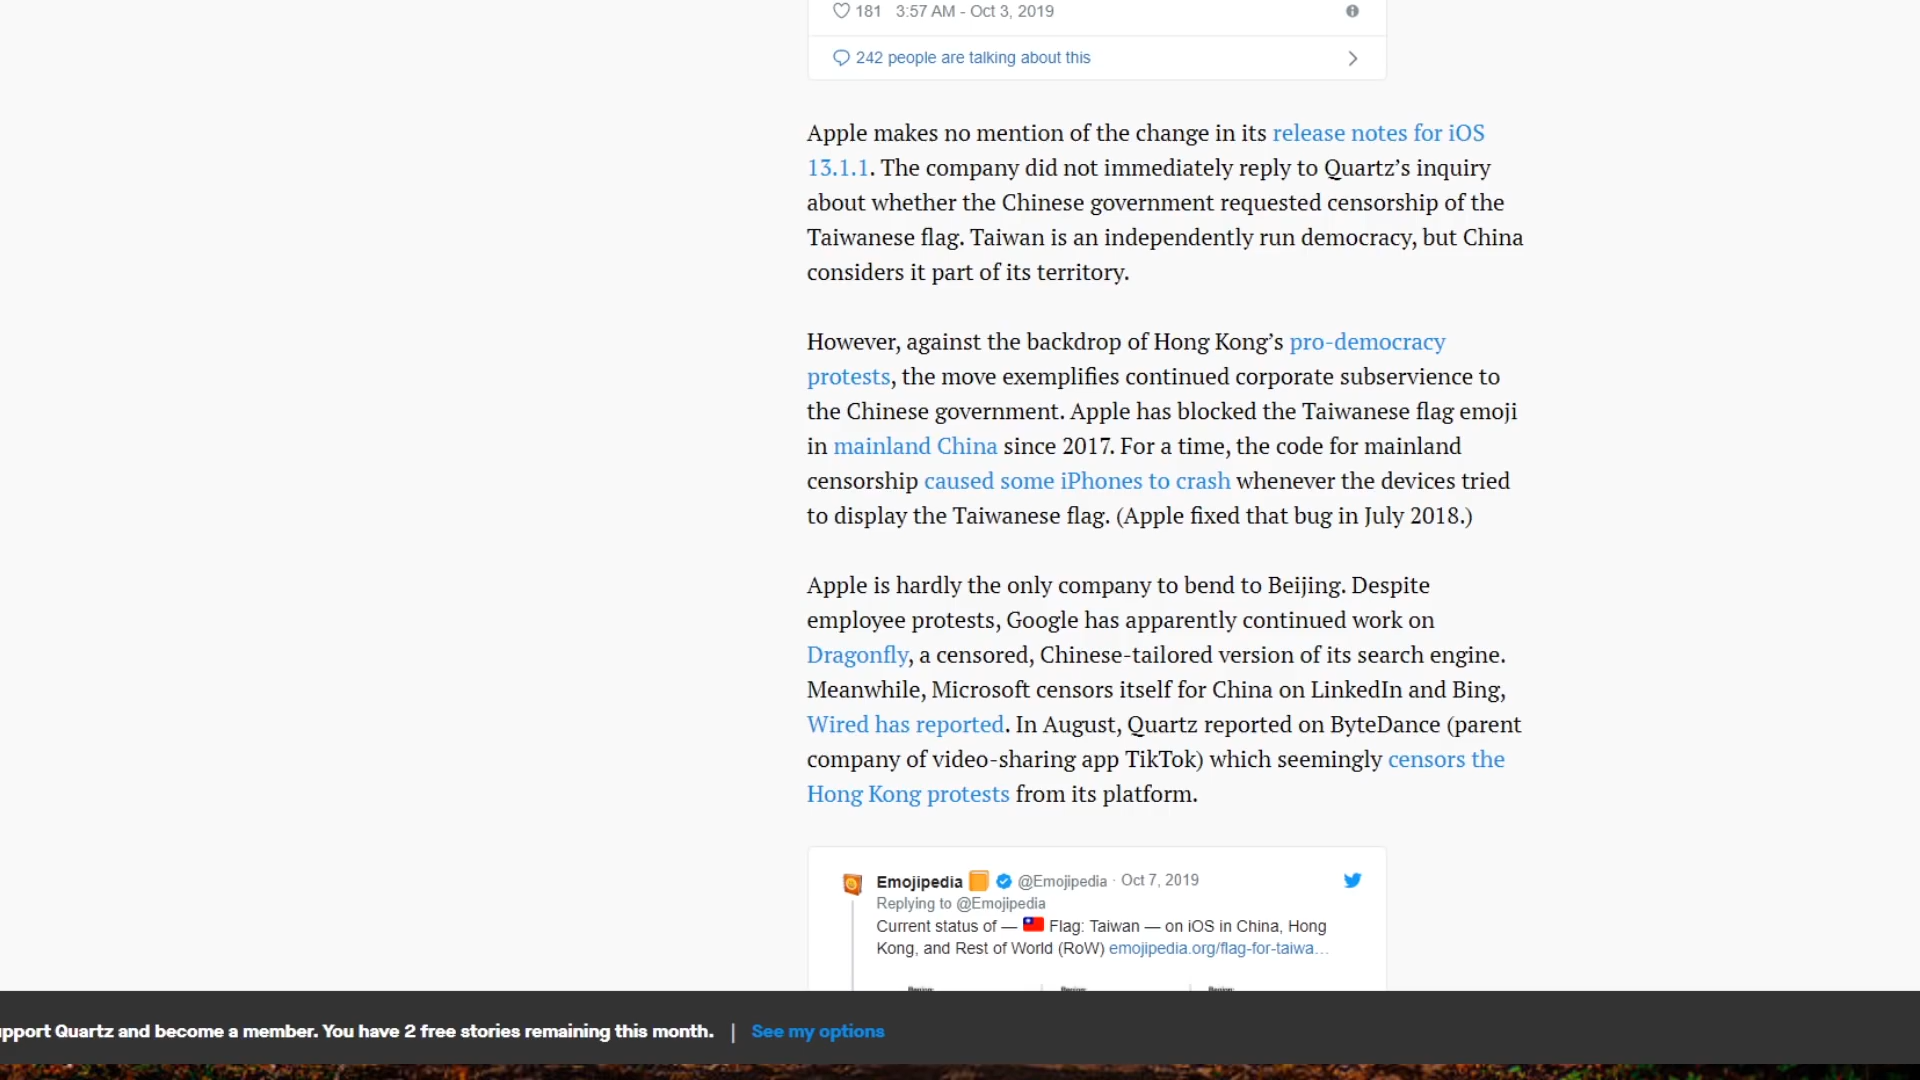 181 3:57 AM - Oct 3, 2019
242 people are talking about this
Apple makes no mention of the change in its release notes for iOS
13.1.1. The company did not immediately reply to Quartz’s inquiry
about whether the Chinese government requested censorship of the
Taiwanese flag. Taiwan is an independently run democracy, but China
considers it part of its territory.
However, against the backdrop of Hong Kong’s pro-democracy
protests, the move exemplifies continued corporate subservience to
the Chinese government. Apple has blocked the Taiwanese flag emoji
in mainland China since 2017. For a time, the code for mainland
censorship caused some iPhones to crash whenever the devices tried
to display the Taiwanese flag. (Apple fixed that bug in July 2018.)
Apple is hardly the only company to bend to Beijing. Despite
employee protests, Google has apparently continued work on
Dragonfly, a censored, Chinese-tailored version of its search engine.
Meanwhile, Microsoft censors itself for China on LinkedIn and Bing,
Wired has reported. In August, Quartz reported on ByteDance (parent
company of video-sharing app TikTok) which seemingly censors the
Hong Kong protests from its platform.
Emojipedia @Emojipedia · Oct 7, 2019
Replying to @Emojipedia
Current status of — 🇹🇼 Flag: Taiwan — on iOS in China, Hong
Kong, and Rest of World (RoW) emojipedia.org/flag-for-taiwa…
pport Quartz and become a member. You have 2 free stories remaining this month. | See my options